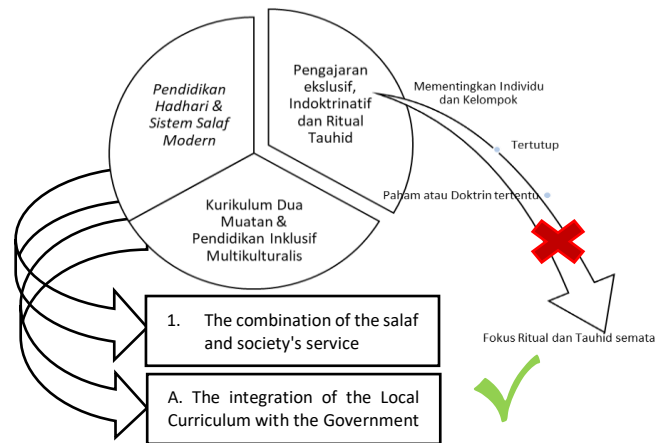 Pendidikan
Hadhari &
Sistem Salaf
Modern
Pengajaran
ekslusif,
Indoktrinatif
dan Ritual
Tauhid
Kurikulum Dua
Muatan &
Pendidikan Inklusif
Multikulturalis
Mementingkan Individu
dan Kelompok
Tertutup
Paham atau Doktrin tertentu
Fokus Ritual dan Tauhid semata
1. The combination of the salaf
and society's service
A. The integration of the Local
Curriculum with the Government